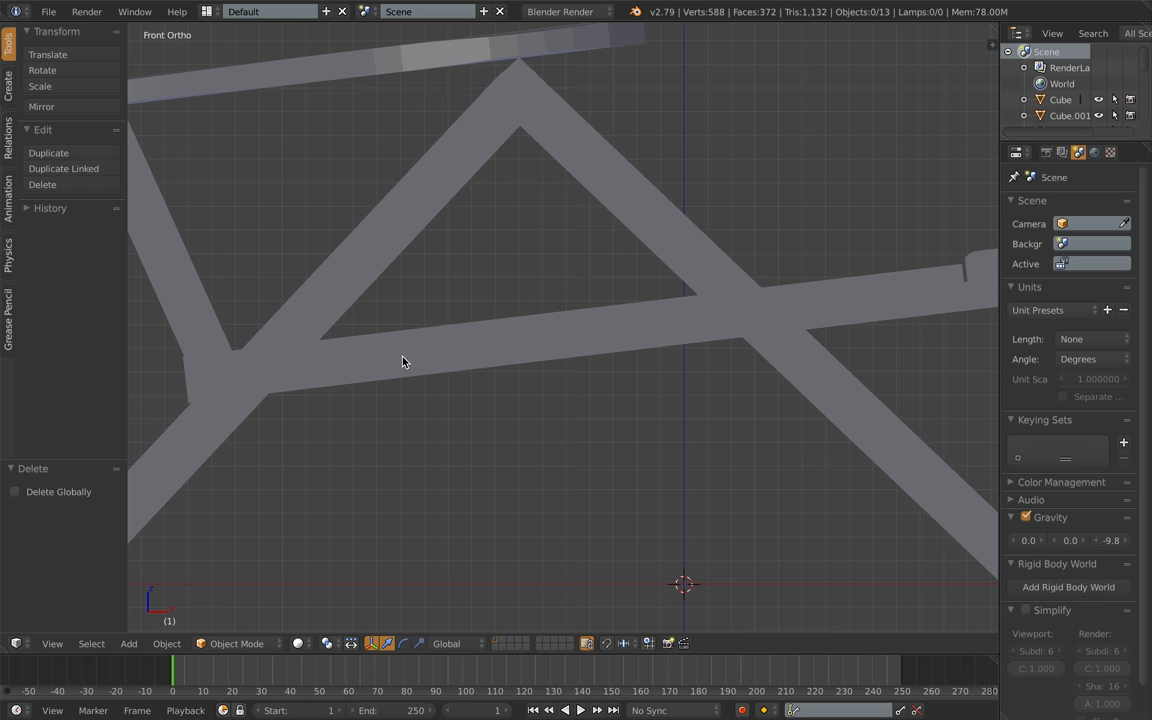 File Render Window Help Default Scene Blender Render v2.79 | Verts:588 | Faces:372 | Tris:1,132 | Objects:0/13 | Lamps:0/0 | Mem:78.00M
Front Ortho
Tools
Create
Relations
Animation
Physics
Grease Pencil
Transform
Translate
Rotate
Scale
Mirror
Edit
Duplicate
Duplicate Linked
Delete
History
Delete
Delete Globally
z
(1)
View Search All Sce
Scene
RenderLa
World
Cube
Cube.001
Scene
Scene
Camera
Backgr
Active
Units
Unit Presets
Length: None
Angle: Degrees
Unit Sca 1.000000
Separate ...
Keying Sets
Color Management
Audio
Gravity
0.0 0.0 -9.8
Rigid Body World
Add Rigid Body World
Simplify
Viewport: Render:
Subdi: 6 Subdi: 6
C: 1.000 C: 1.000
Sha: 16
A: 1.000
View Select Add Object Object Mode Global
-50 -40 -30 -20 -10 0 10 20 30 40 50 60 70 80 90 100 110 120 130 140 150 160 170 180 190 200 210 220 230 240 250 260 270 280
View Marker Frame Playback Start: 1 End: 250 1 No Sync